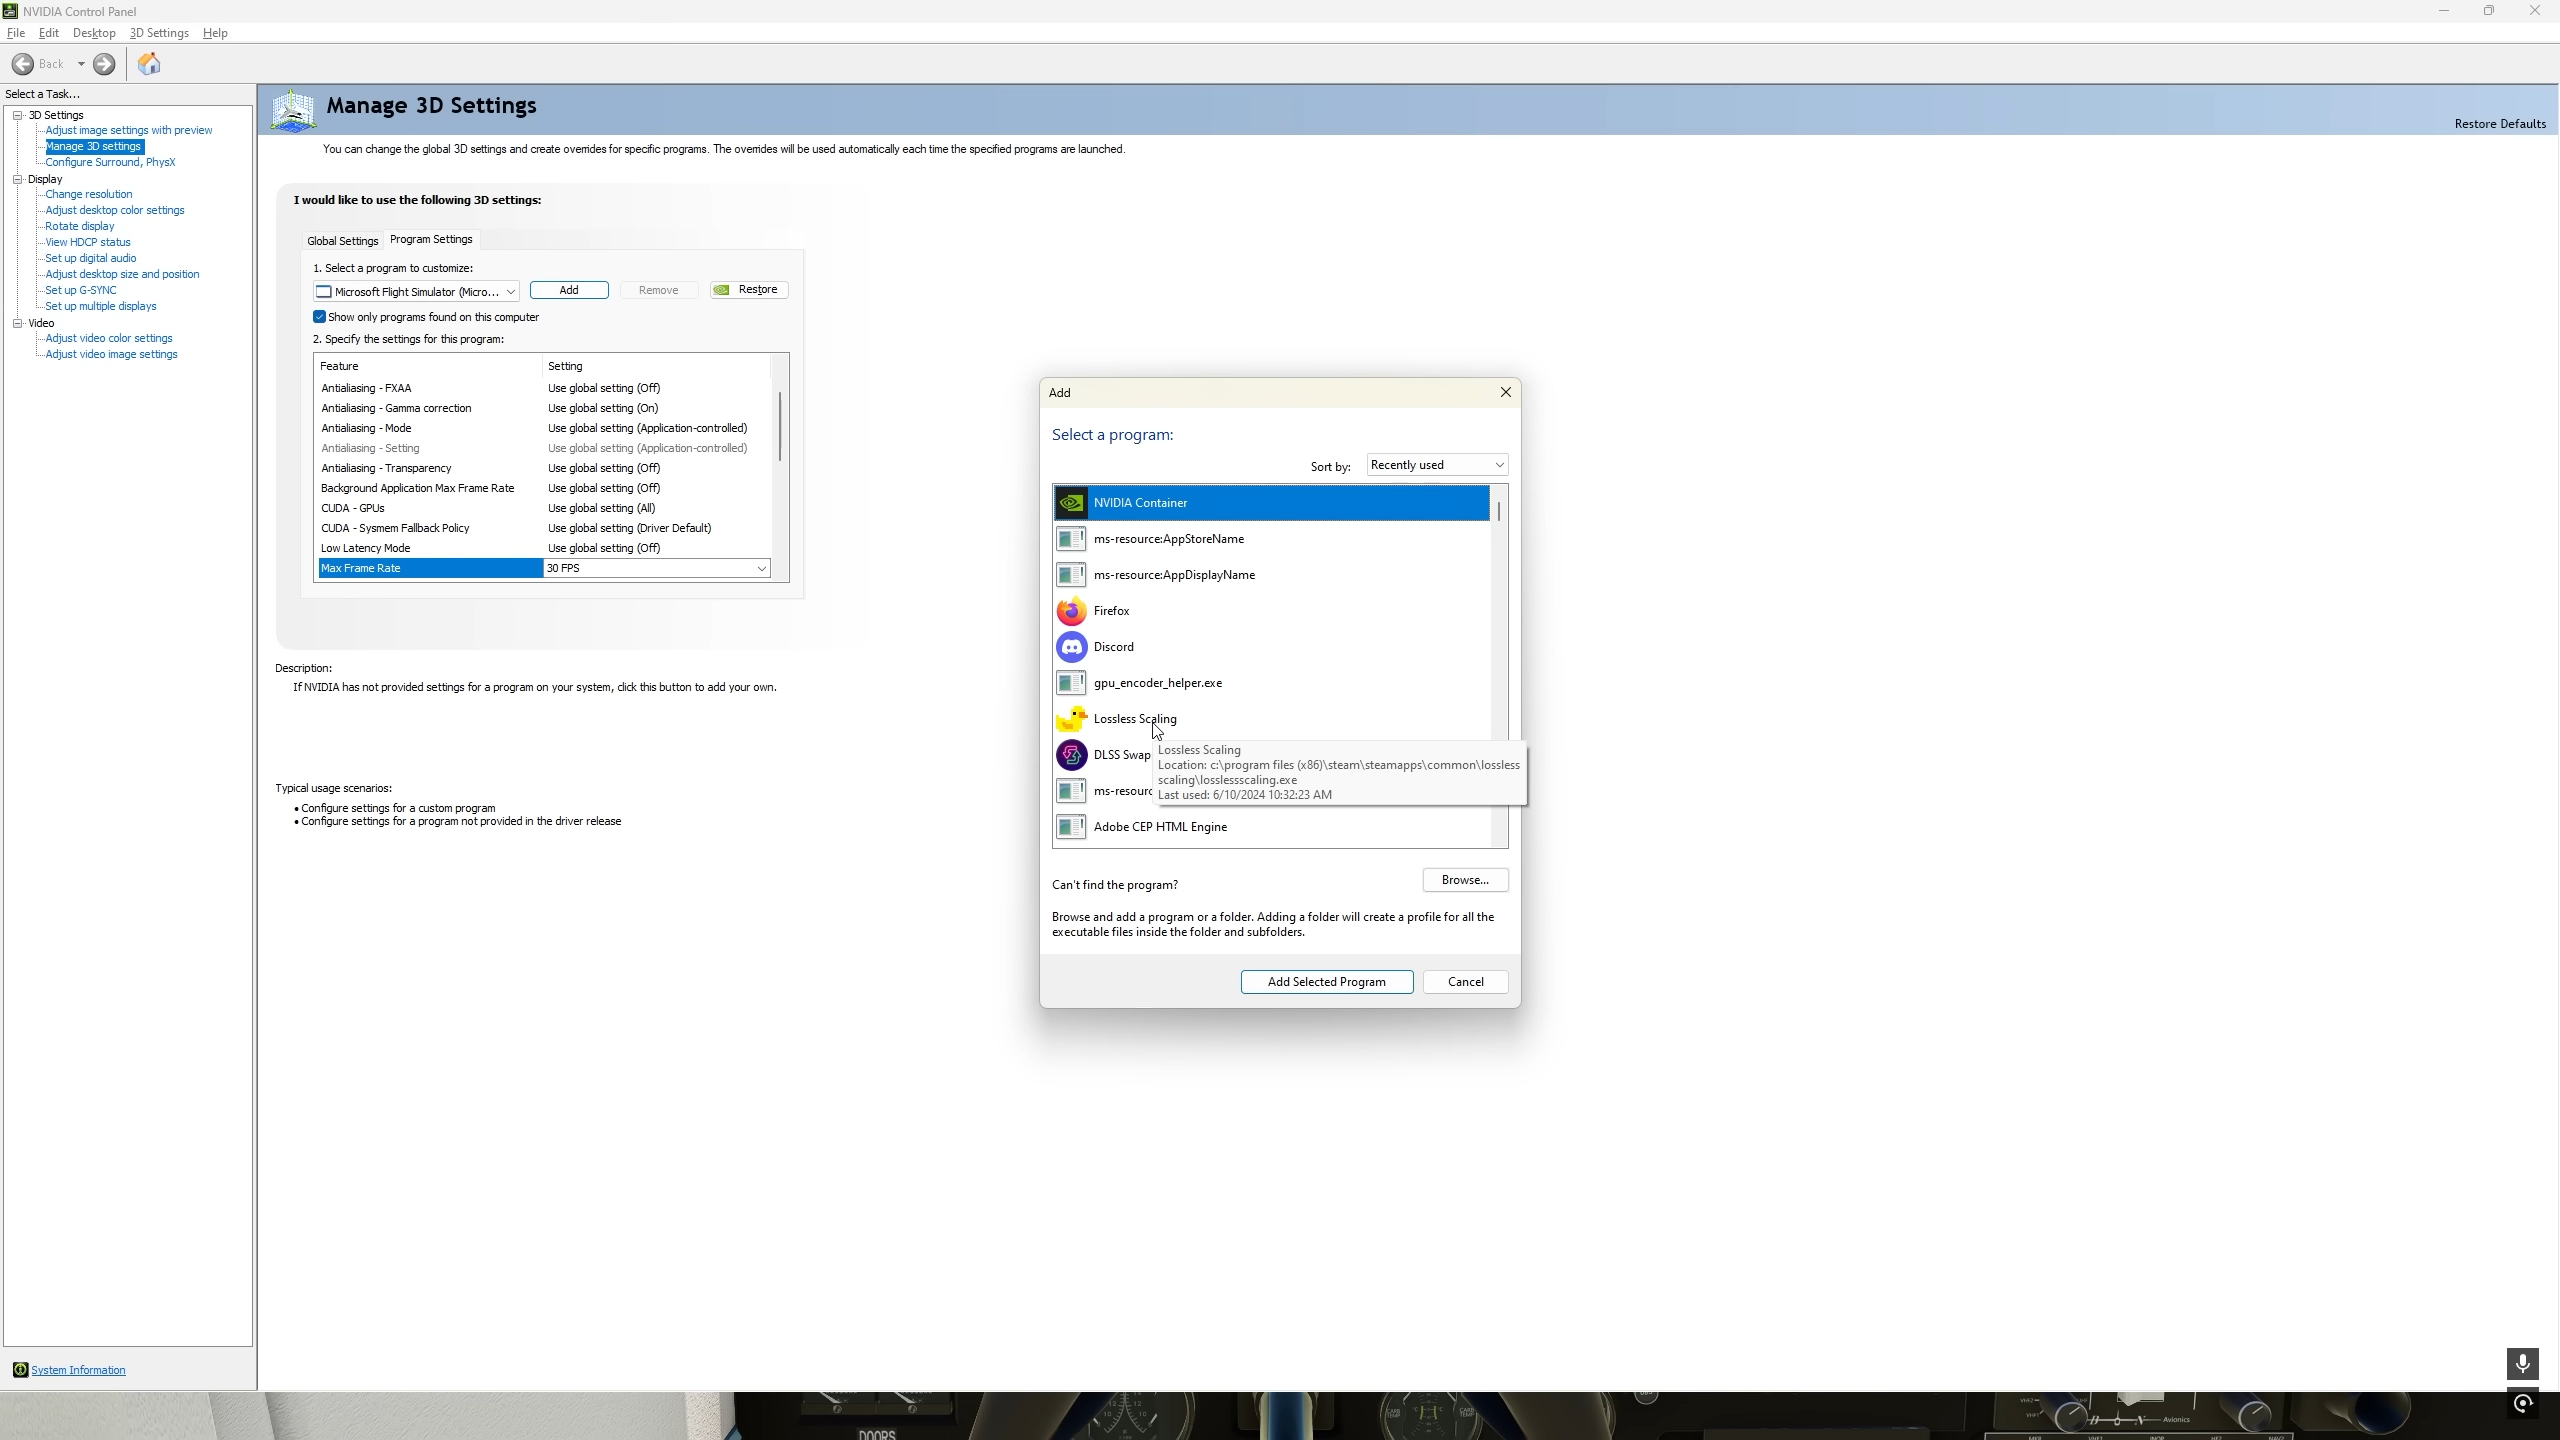 NVIDIA Control Panel
File Edit Desktop 3D Settings Help
Back
Select a Task...
3D Settings
Adjust image settings with preview
Manage 3D settings
Configure Surround, PhysX
Display
Change resolution
Adjust desktop color settings
Rotate display
View HDCP status
Set up digital audio
Adjust desktop size and position
Set up G-SYNC
Set up multiple displays
Video
Adjust video color settings
Adjust video image settings
System Information
Manage 3D Settings
Restore Defaults
You can change the global 3D settings and create overrides for specific programs. The overrides will be used automatically each time the specified programs are launched.
I would like to use the following 3D settings:
Global Settings Program Settings
1. Select a program to customize:
Microsoft Flight Simulator (Micro... Add Remove Restore
Show only programs found on this computer
2. Specify the settings for this program:
Feature Setting
Antialiasing - FXAA Use global setting (Off)
Antialiasing - Gamma correction Use global setting (On)
Antialiasing - Mode Use global setting (Application-controlled)
Antialiasing - Setting Use global setting (Application-controlled)
Antialiasing - Transparency Use global setting (Off)
Background Application Max Frame Rate Use global setting (Off)
CUDA - GPUs Use global setting (All)
CUDA - Sysmem Fallback Policy Use global setting (Driver Default)
Low Latency Mode Use global setting (Off)
Max Frame Rate 30 FPS
Description:
If NVIDIA has not provided settings for a program on your system, click this button to add your own.
Typical usage scenarios:
• Configure settings for a custom program
• Configure settings for a program not provided in the driver release
Add
Select a program:
Sort by: Recently used
NVIDIA Container
ms-resource:AppStoreName
ms-resource:AppDisplayName
Firefox
Discord
gpu_encoder_helper.exe
Lossless Scaling
DLSS Swap
Lossless Scaling
Location: c:\program files (x86)\steam\steamapps\common\lossless
scaling\losslessscaling.exe
Last used: 6/10/2024 10:32:23 AM
ms-resourc
Adobe CEP HTML Engine
Can't find the program? Browse...
Browse and add a program or a folder. Adding a folder will create a profile for all the
executable files inside the folder and subfolders.
Add Selected Program Cancel
CARB TEMP
CARB TEMP
Avionics
DOORS